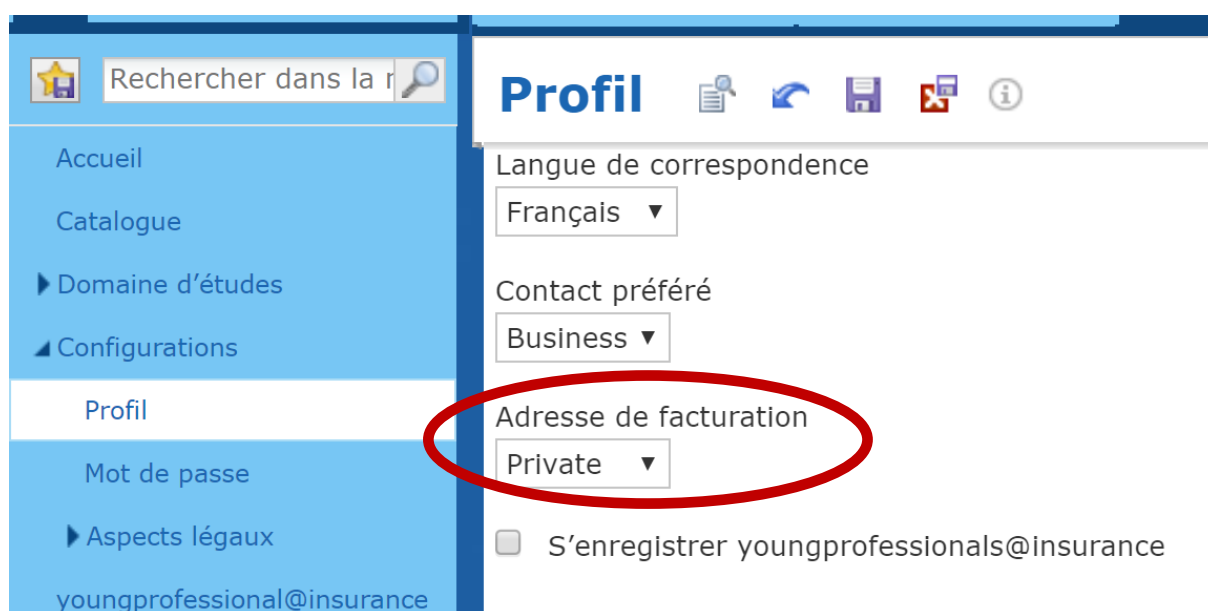 Rechercher dans la
Accueil
Catalogue
Domaine d’études
Configurations
Profil
Mot de passe
Aspects légaux
youngprofessional@insurance
Profil
Langue de correspondence
Français
Contact préféré
Business
Adresse de facturation
Private
S’enregistrer youngprofessionals@insurance